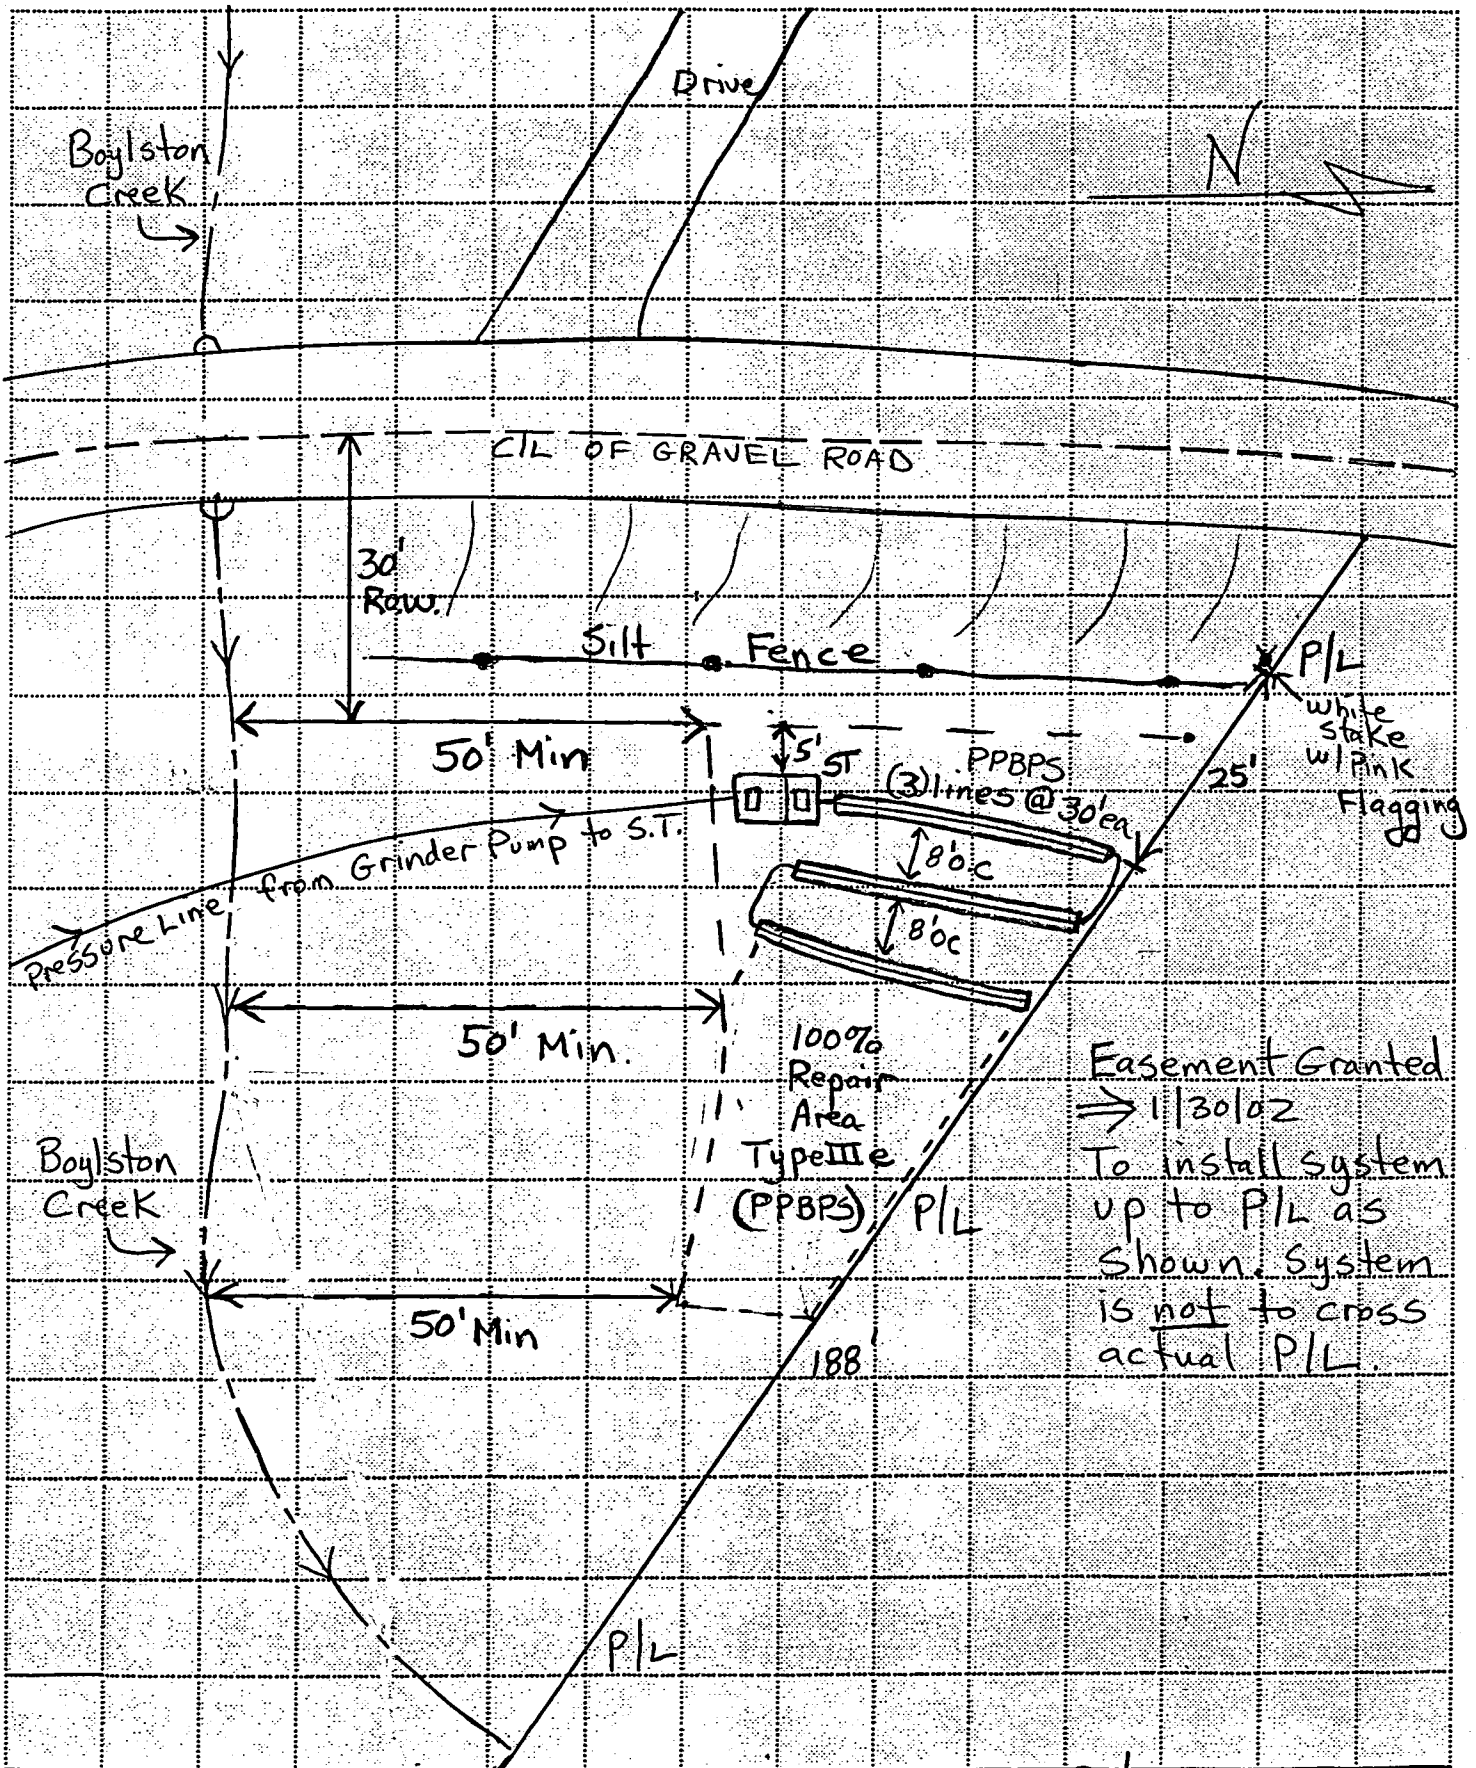 Drive
N
Boylston
Creek
C/L OF GRAVEL ROAD
30'
R.o.w.
Silt Fence
P/L
White
Stake
w/ Pink
Flagging
50' Min
5'
ST
PPBPS
(3) lines @ 30' ea
25'
8' O.C
8' OC
Pressure Line from Grinder Pump to S.T.
50' Min.
100%
Repair
Area
Type III e
(PPBPS)
P/L
Easement Granted
⇒ 1/30/02
To install system
up to P/L as
Shown. System
is not to cross
actual P/L.
Boylston
Creek
50' Min
188'
P/L